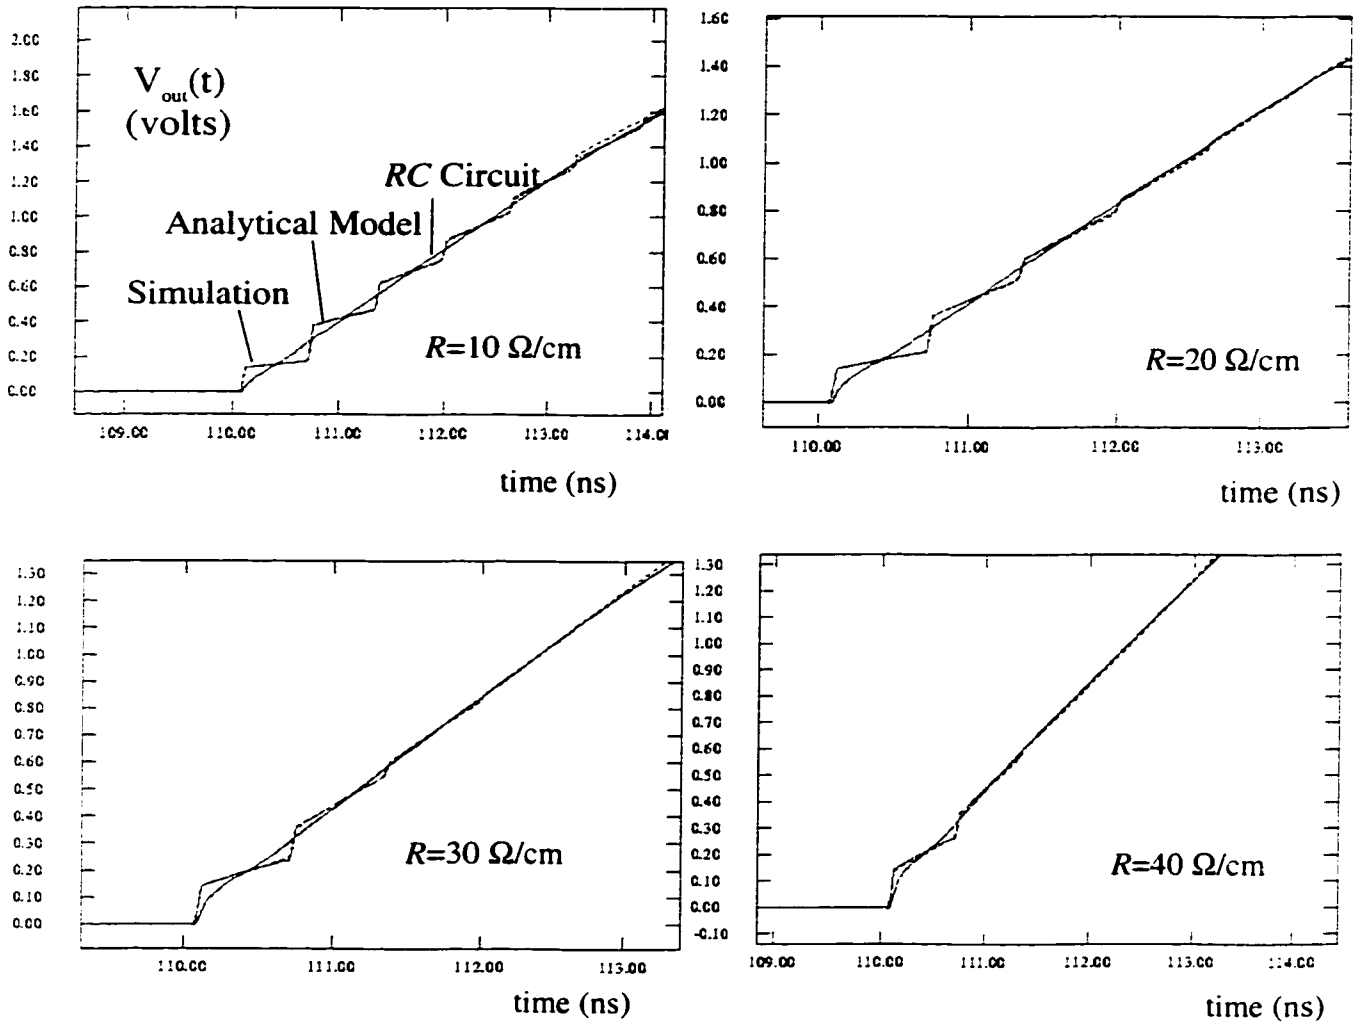 2.00
1.80
1.60
1.40
1.20
1.00
0.80
0.60
0.40
0.20
0.00
V_out(t)
(volts)
RC Circuit
Analytical Model
Simulation
R=10 Ω/cm
109.00 110.00 111.00 112.00 113.00 114.00
time (ns)
1.60
1.40
1.20
1.00
0.80
0.60
0.40
0.20
0.00
R=20 Ω/cm
110.00 111.00 112.00 113.00
time (ns)
1.30
1.20
1.10
1.00
0.90
0.80
0.70
0.60
0.50
0.40
0.30
0.20
0.10
0.00
R=30 Ω/cm
110.00 111.00 112.00 113.00
time (ns)
1.30
1.20
1.10
1.00
0.90
0.80
0.70
0.60
0.50
0.40
0.30
0.20
0.10
0.00
-0.10
R=40 Ω/cm
109.00 110.00 111.00 112.00 113.00 114.00
time (ns)